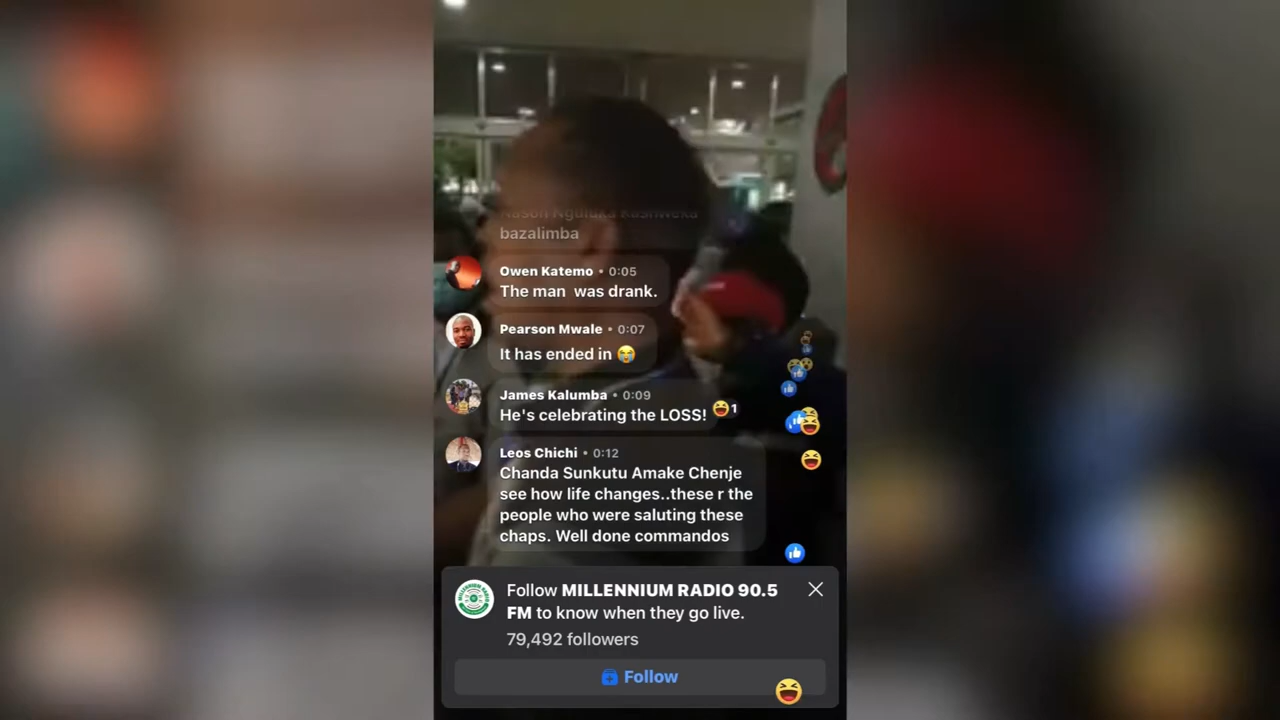 Nason Nguluka Kashweka
bazalimba
Owen Katemo • 0:05
The man was drank.
Pearson Mwale • 0:07
It has ended in 😭
James Kalumba • 0:09
He's celebrating the LOSS! 😆 1
Leos Chichi • 0:12
Chanda Sunkutu Amake Chenje
see how life changes..these r the
people who were saluting these
chaps. Well done commandos
Follow MILLENNIUM RADIO 90.5
FM to know when they go live.
79,492 followers
Follow